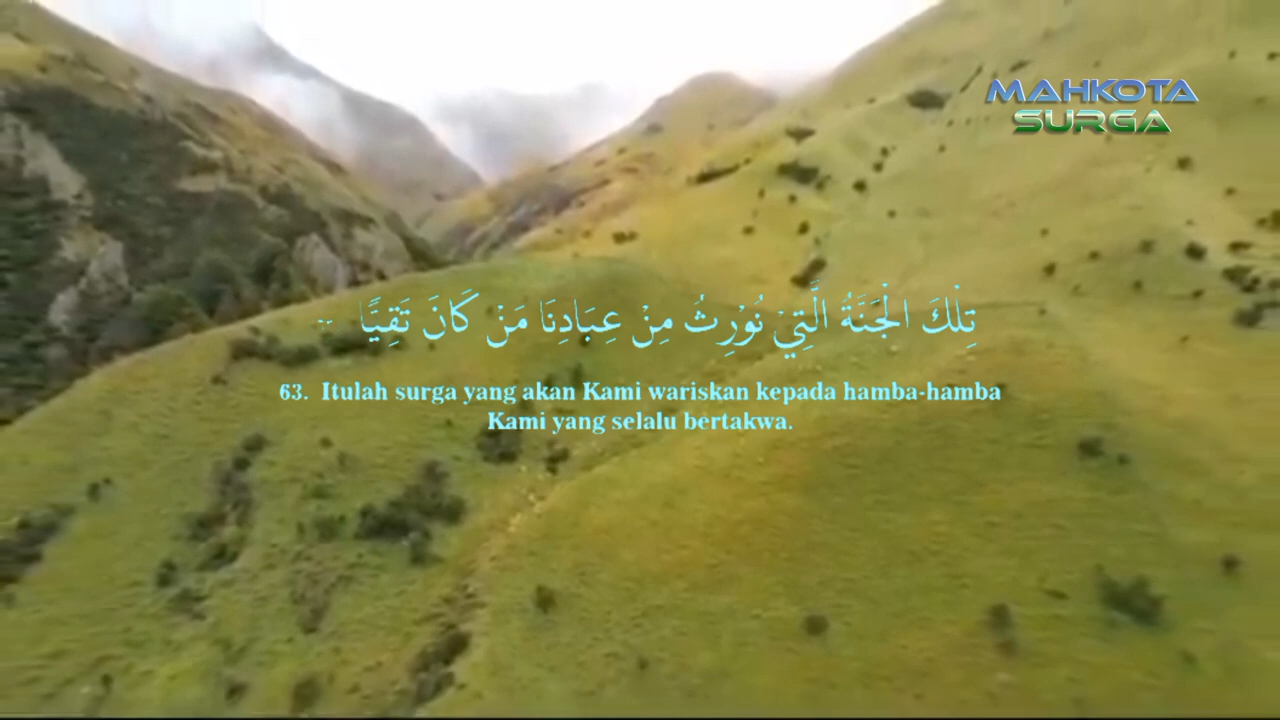 MAHKOTA
SURGA
تِلْكَ الْجَنَّةُ الَّتِيْ نُوْرِثُ مِنْ عِبَادِنَا مَنْ كَانَ تَقِيًّا
63. Itulah surga yang akan Kami wariskan kepada hamba-hamba
Kami yang selalu bertakwa.